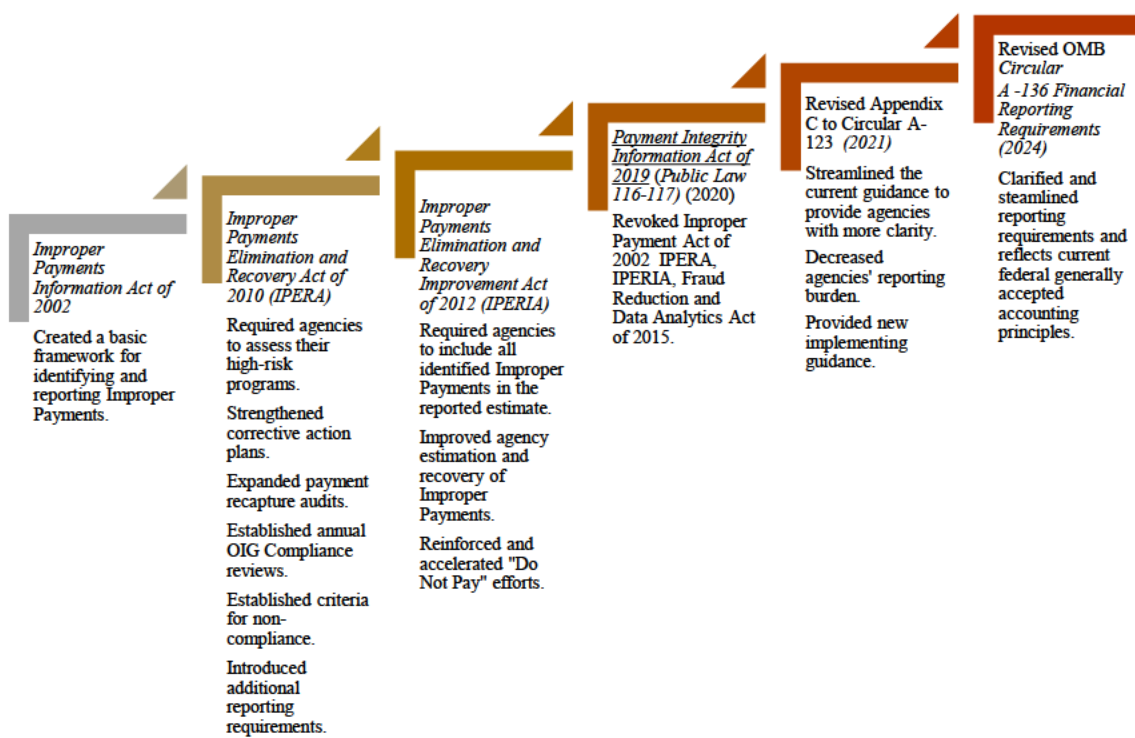 Improper
Payments
Information Act of
2002
Created a basic
framework for
identifying and
reporting Improper
Payments.
Improper
Payments
Elimination and
Recovery Act of
2010 (IPERA)
Required agencies
to assess their
high-risk
programs.
Strengthened
corrective action
plans.
Expanded payment
recapture audits.
Established annual
OIG Compliance
reviews.
Established criteria
for non-
compliance.
Introduced
additional
reporting
requirements.
Improper
Payments
Elimination and
Recovery
Improvement Act
of 2012 (IPERIA)
Required agencies
to include all
identified Improper
Payments in the
reported estimate.
Improved agency
estimation and
recovery of
Improper
Payments.
Reinforced and
accelerated "Do
Not Pay" efforts.
Payment Integrity
Information Act of
2019 (Public Law
116-117) (2020)
Revoked Inproper
Payment Act of
2002 IPERA,
IPERIA, Fraud
Reduction and
Data Analytics Act
of 2015.
Revised Appendix
C to Circular A-
123 (2021)
Streamlined the
current guidance to
provide agencies
with more clarity.
Decreased
agencies' reporting
burden.
Provided new
implementing
guidance.
Revised OMB
Circular
A -136 Financial
Reporting
Requirements
(2024)
Clarified and
steamlined
reporting
requirements and
reflects current
federal generally
accepted
accounting
principles.